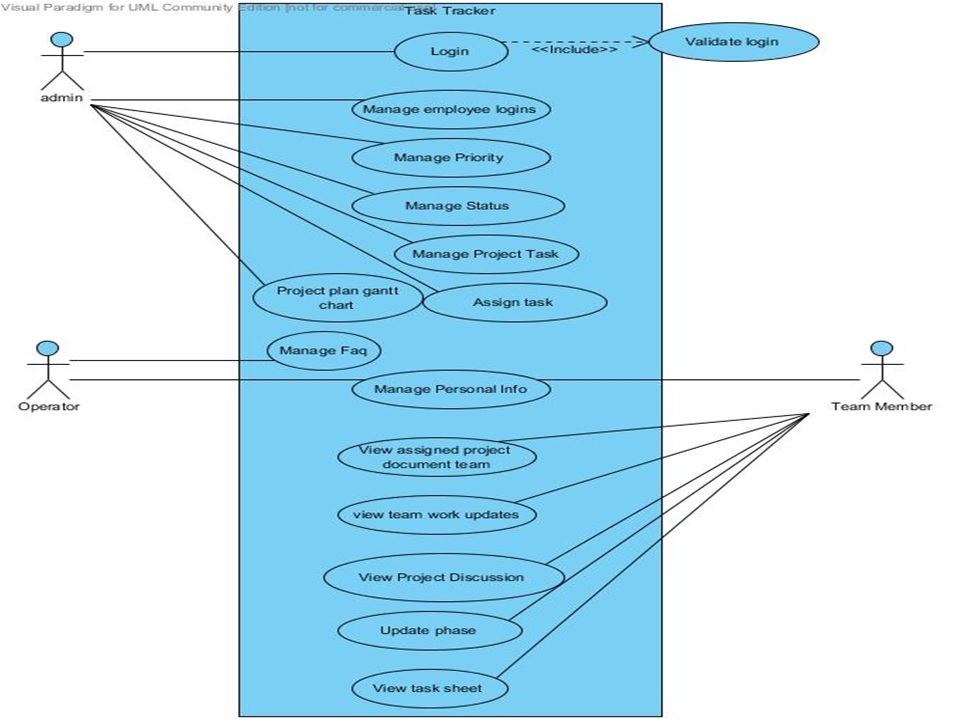 Visual Paradigm for UML Community Edition [not for commercial use]
Task Tracker
Login
<<Include>>
Validate login
admin
Manage employee logins
Manage Priority
Manage Status
Manage Project Task
Project plan gantt
chart
Assign task
Manage Faq
Operator
Manage Personal Info
Team Member
View assigned project
document team
view team work updates
View Project Discussion
Update phase
View task sheet